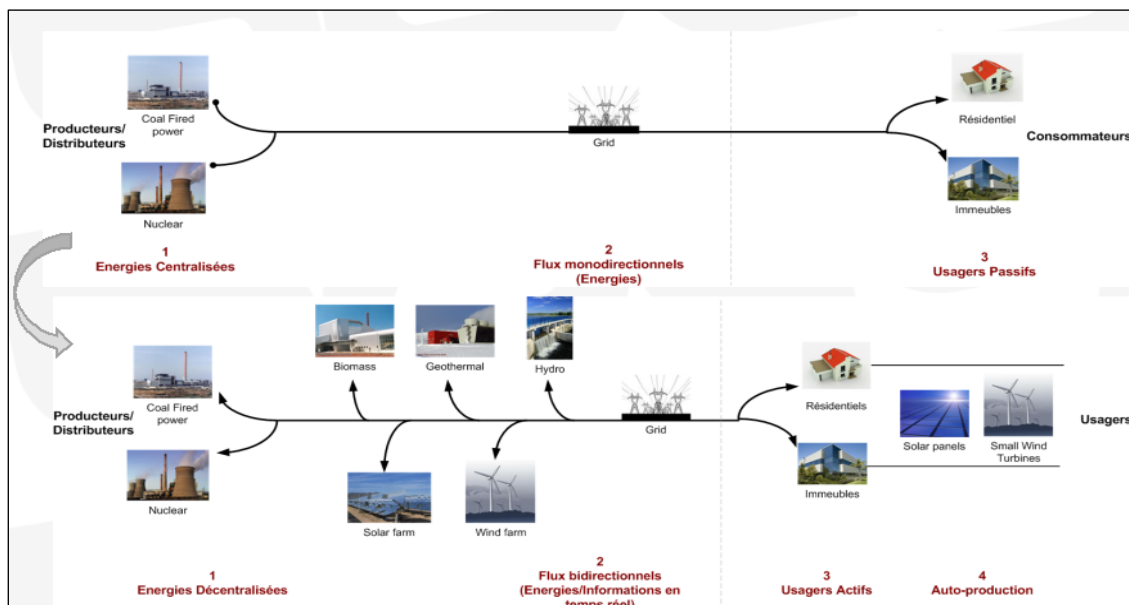 Coal Fired
power
Producteurs/
Distributeurs
Nuclear
Grid
Résidentiel
Consommateurs
Immeubles
1
Energies Centralisées
2
Flux monodirectionnels
(Energies)
3
Usagers Passifs
Biomass
Geothermal
Hydro
Coal Fired
power
Producteurs/
Distributeurs
Nuclear
Solar farm
Wind farm
Grid
Résidentiels
Immeubles
Solar panels
Small Wind
Turbines
Usagers
1
Energies Décentralisées
2
Flux bidirectionnels
(Energies/Informations en
temps réel)
3
Usagers Actifs
4
Auto-production